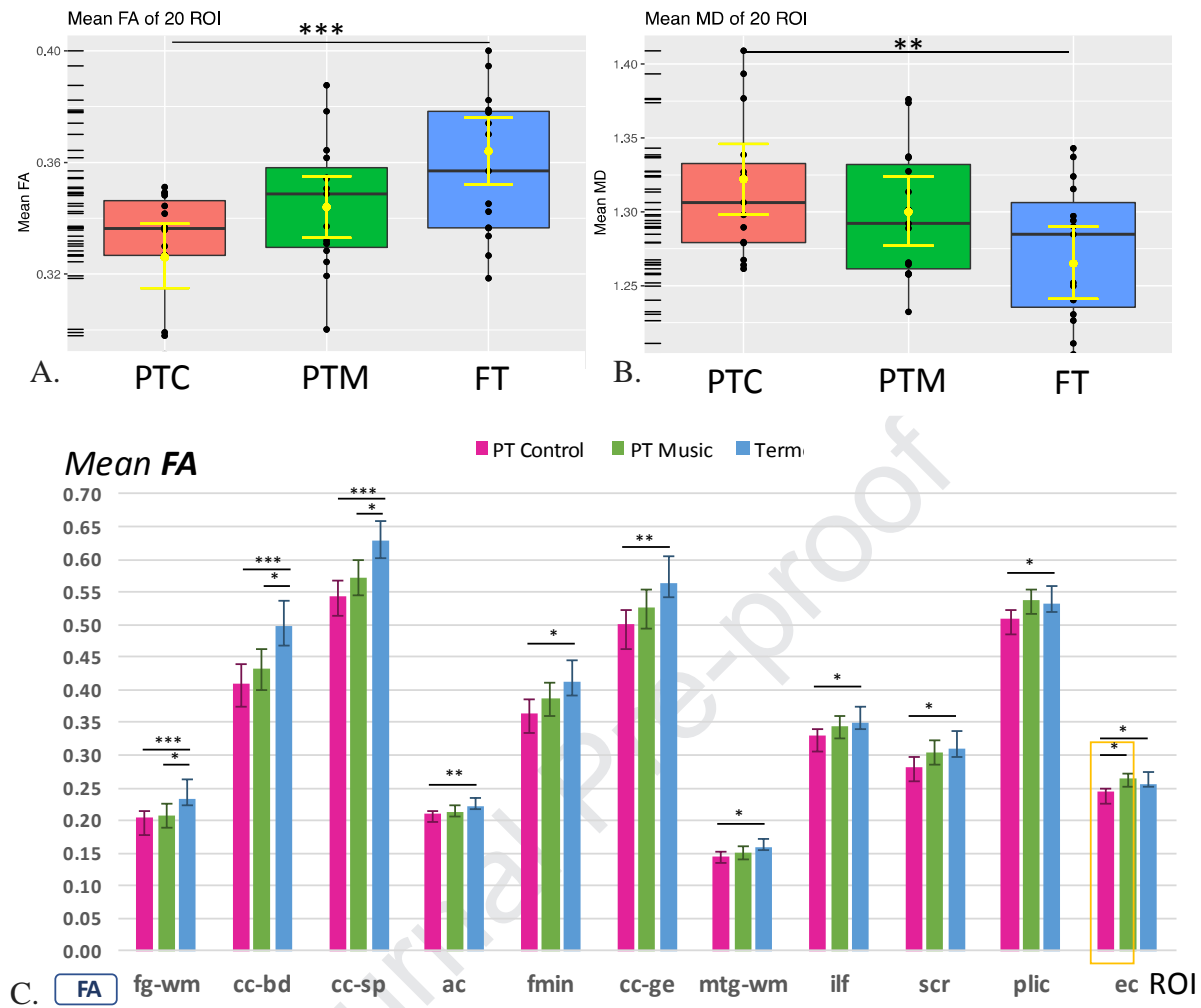 Mean FA of 20 ROI
***
0.40
0.36
0.32
Mean FA
A.
PTC
PTM
FT
Mean MD of 20 ROI
**
1.40
1.35
1.30
1.25
Mean MD
B.
PTC
PTM
FT
PT Control
PT Music
Mean FA
0.70
0.65
0.60
0.55
0.50
0.45
0.40
0.35
0.30
0.25
0.20
0.15
0.10
0.05
0.00
***
*
***
*
***
*
**
*
**
*
*
*
*
*
*
C.
FA
fg-wm
cc-bd
cc-sp
ac
fmin
cc-ge
mtg-wm
ilf
scr
plic
ec
ROI
Pre-proof